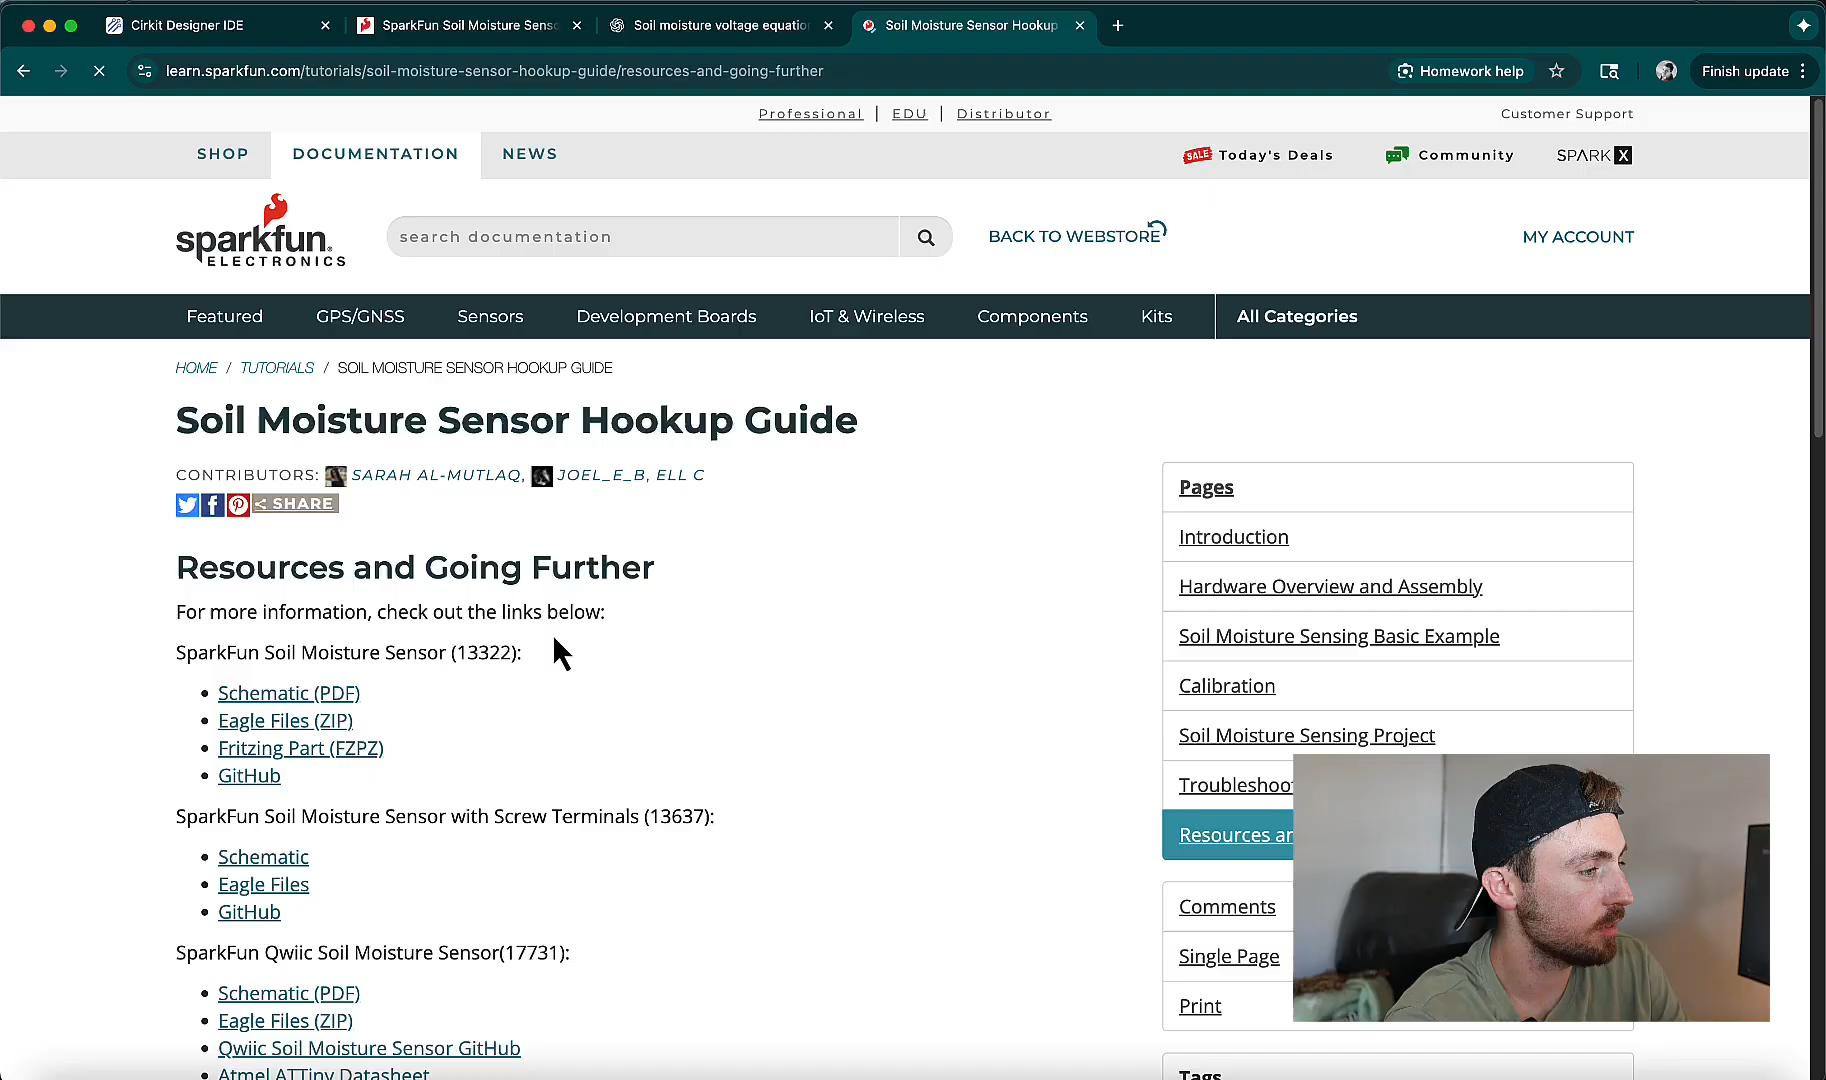 Cirkit Designer IDE
SparkFun Soil Moisture Sens
Soil moisture voltage equatio
Soil Moisture Sensor Hookup
learn.sparkfun.com/tutorials/soil-moisture-sensor-hookup-guide/resources-and-going-further
Homework help
Finish update
Professional | EDU | Distributor
Customer Support
SHOP
DOCUMENTATION
NEWS
SALE Today's Deals
Community
SPARK X
sparkfun
ELECTRONICS
search documentation
BACK TO WEBSTORE
MY ACCOUNT
Featured
GPS/GNSS
Sensors
Development Boards
IoT & Wireless
Components
Kits
All Categories
HOME / TUTORIALS / SOIL MOISTURE SENSOR HOOKUP GUIDE
Soil Moisture Sensor Hookup Guide
CONTRIBUTORS: SARAH AL-MUTLAQ, JOEL_E_B, ELL C
SHARE
Resources and Going Further
For more information, check out the links below:
SparkFun Soil Moisture Sensor (13322):
• Schematic (PDF)
• Eagle Files (ZIP)
• Fritzing Part (FZPZ)
• GitHub
SparkFun Soil Moisture Sensor with Screw Terminals (13637):
• Schematic
• Eagle Files
• GitHub
SparkFun Qwiic Soil Moisture Sensor(17731):
• Schematic (PDF)
• Eagle Files (ZIP)
• Qwiic Soil Moisture Sensor GitHub
• Atmel ATTiny Datasheet
Pages
Introduction
Hardware Overview and Assembly
Soil Moisture Sensing Basic Example
Calibration
Soil Moisture Sensing Project
Troubleshoot
Resources an
Comments
Single Page
Print
Tags